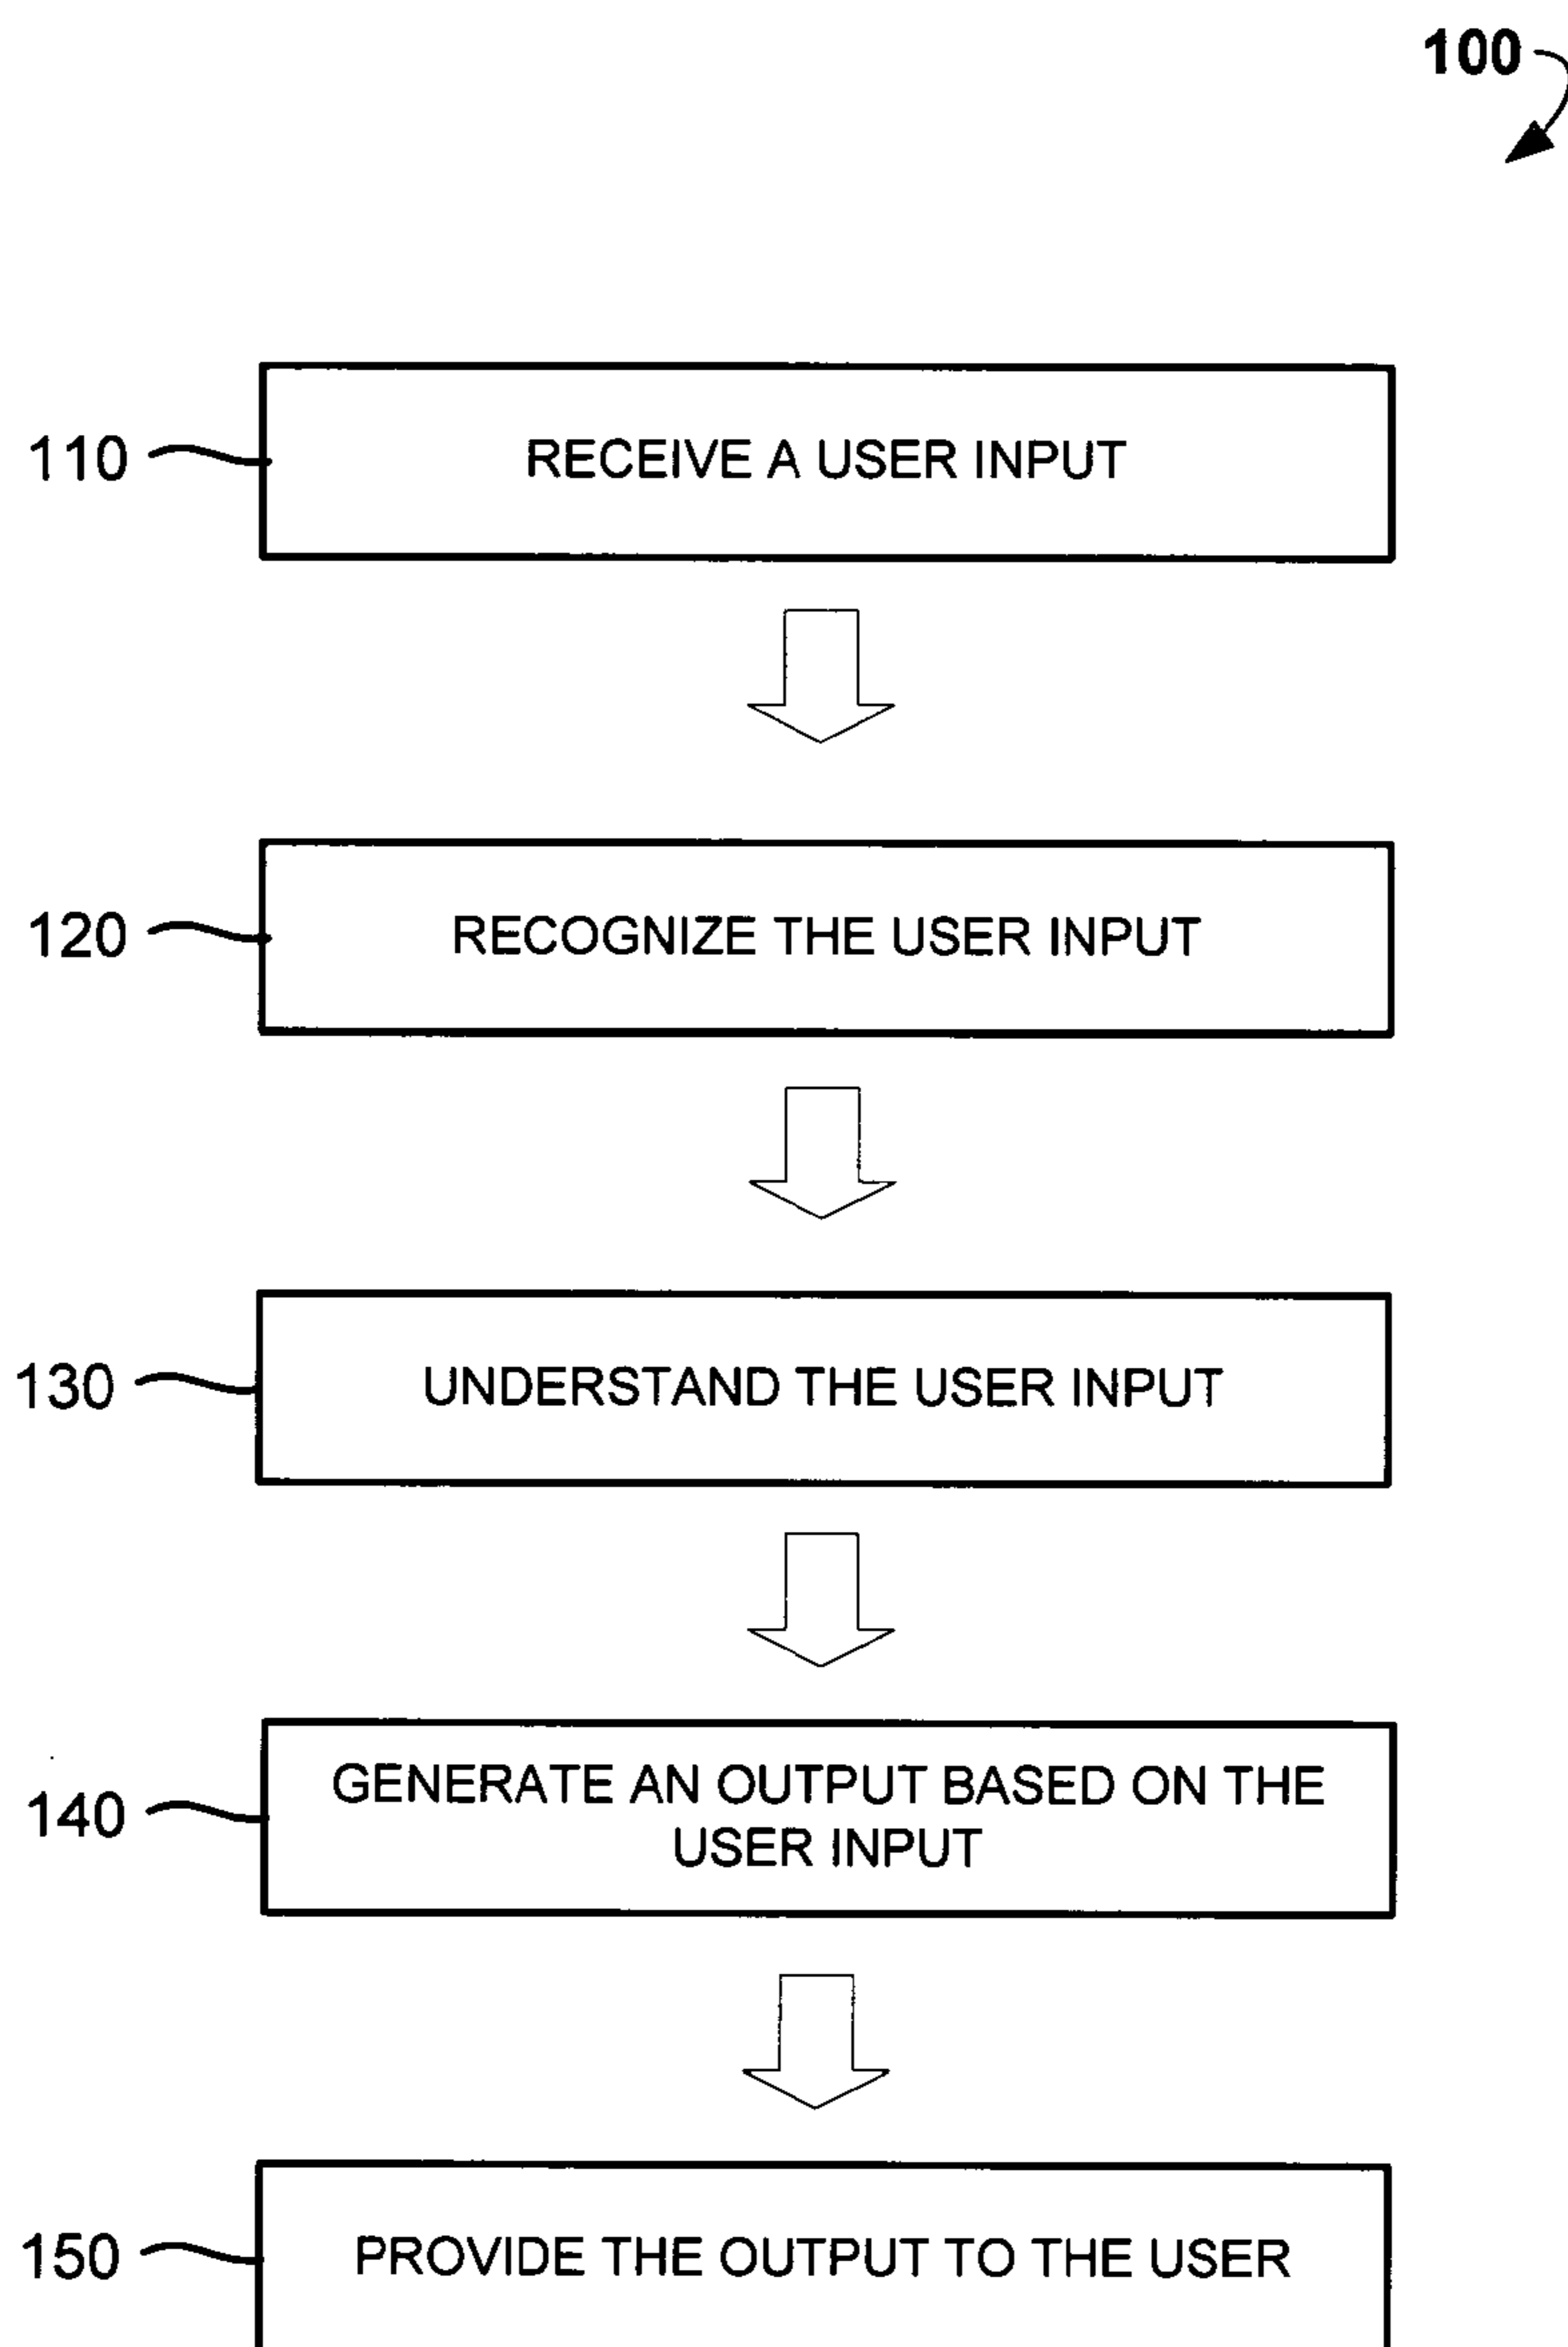 100
110
RECEIVE A USER INPUT
120
RECOGNIZE THE USER INPUT
130
UNDERSTAND THE USER INPUT
140
GENERATE AN OUTPUT BASED ON THE
USER INPUT
150
PROVIDE THE OUTPUT TO THE USER